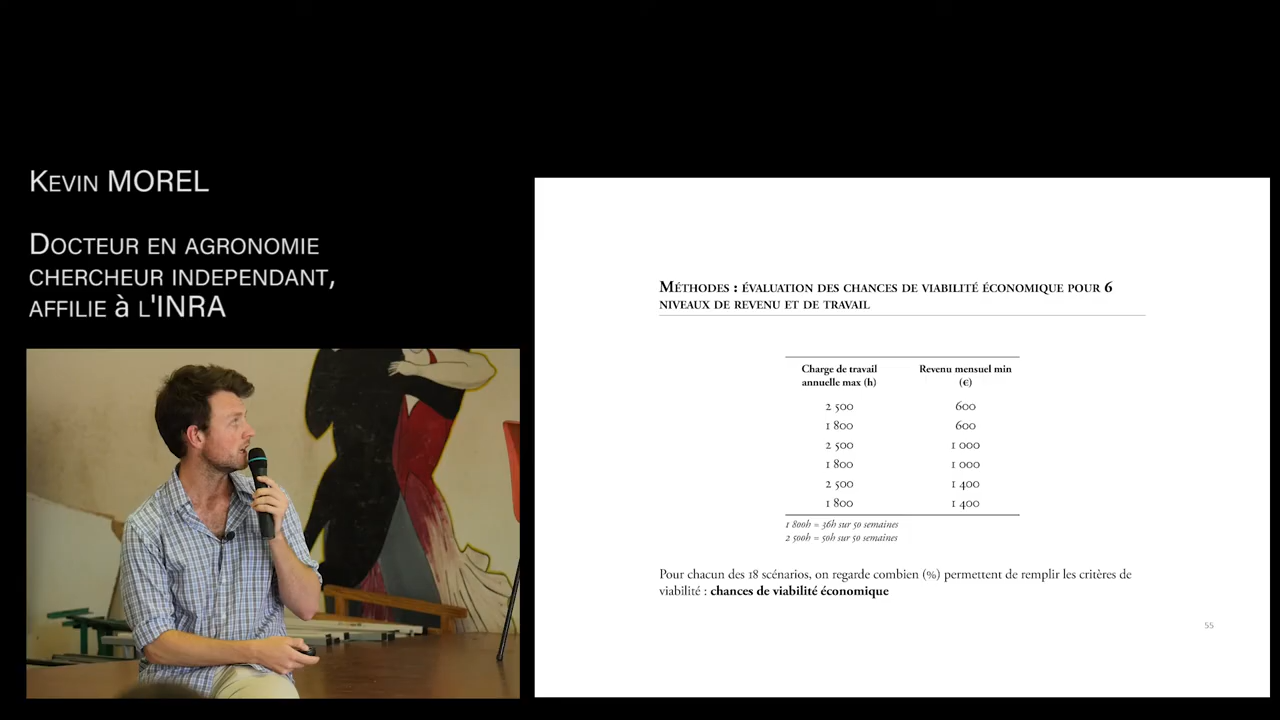 Kevin MOREL
Docteur en agronomie
chercheur independant,
affilie à l'INRA
Méthodes : évaluation des chances de viabilité économique pour 6
niveaux de revenu et de travail
Charge de travail
annuelle max (h)
Revenu mensuel min
(€)
2 500 600
1 800 600
2 500 1 000
1 800 1 000
2 500 1 400
1 800 1 400
1 800h = 36h sur 50 semaines
2 500h = 50h sur 50 semaines
Pour chacun des 18 scénarios, on regarde combien (%) permettent de remplir les critères de
viabilité : chances de viabilité économique
55